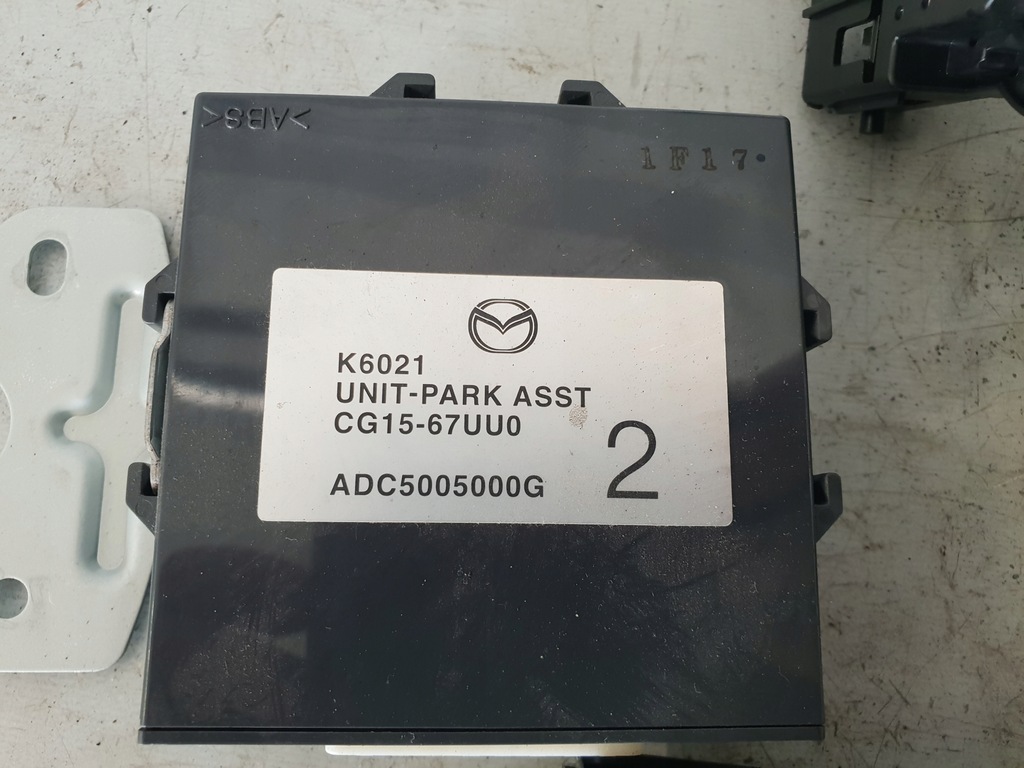 >ABS<
1F17
K6021
UNIT-PARK ASST
CG15-67UU0
ADC5005000G
2